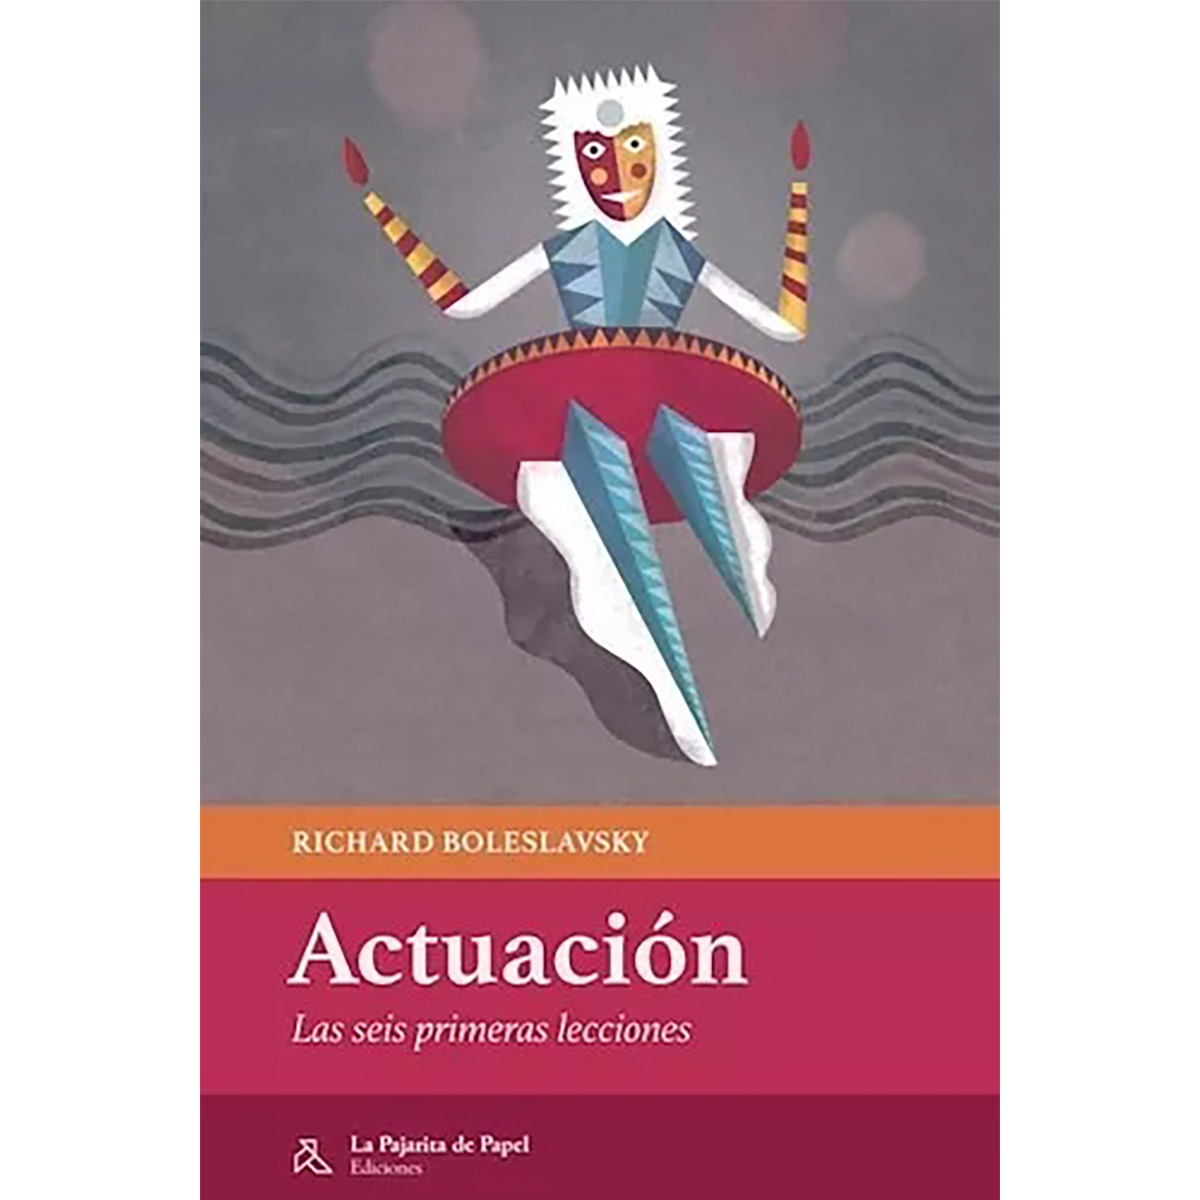 RICHARD BOLESLAVSKY
Actuación
Las seis primeras lecciones
La Pajarita de Papel
Ediciones